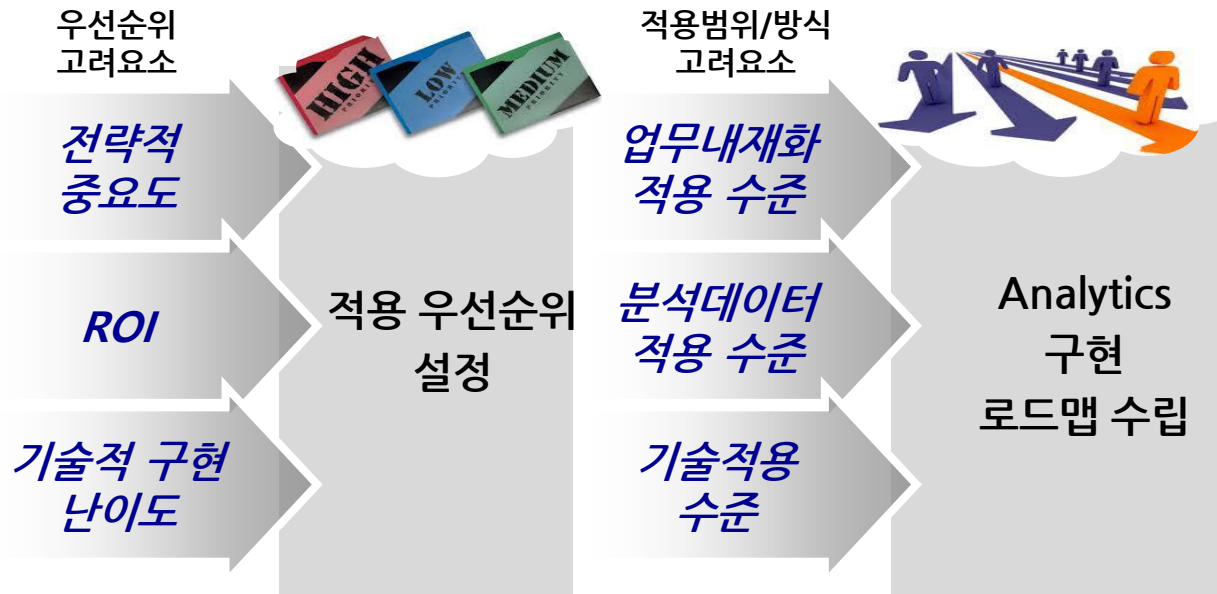 우선순위
고려요소
HIGH
PRIORITY
LOW
PRIORITY
MEDIUM
PRIORITY
전략적
중요도
ROI
기술적 구현
난이도
적용 우선순위
설정
적용범위/방식
고려요소
업무내재화
적용 수준
분석데이터
적용 수준
기술적용
수준
Analytics
구현
로드맵 수립